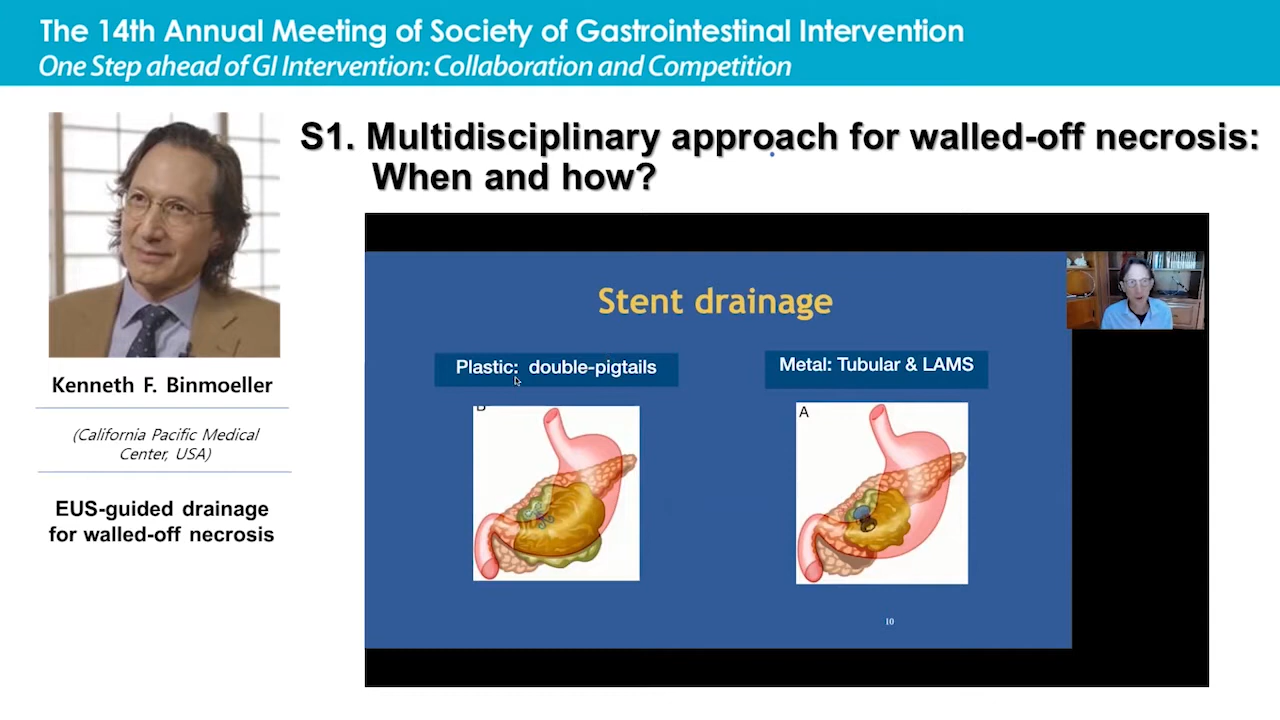 The 14th Annual Meeting of Society of Gastrointestinal Intervention
One Step ahead of GI Intervention: Collaboration and Competition
S1. Multidisciplinary approach for walled-off necrosis:
When and how?
Kenneth F. Binmoeller
(California Pacific Medical
Center, USA)
EUS-guided drainage
for walled-off necrosis
Stent drainage
Plastic: double-pigtails
Metal: Tubular & LAMS
B
A
10